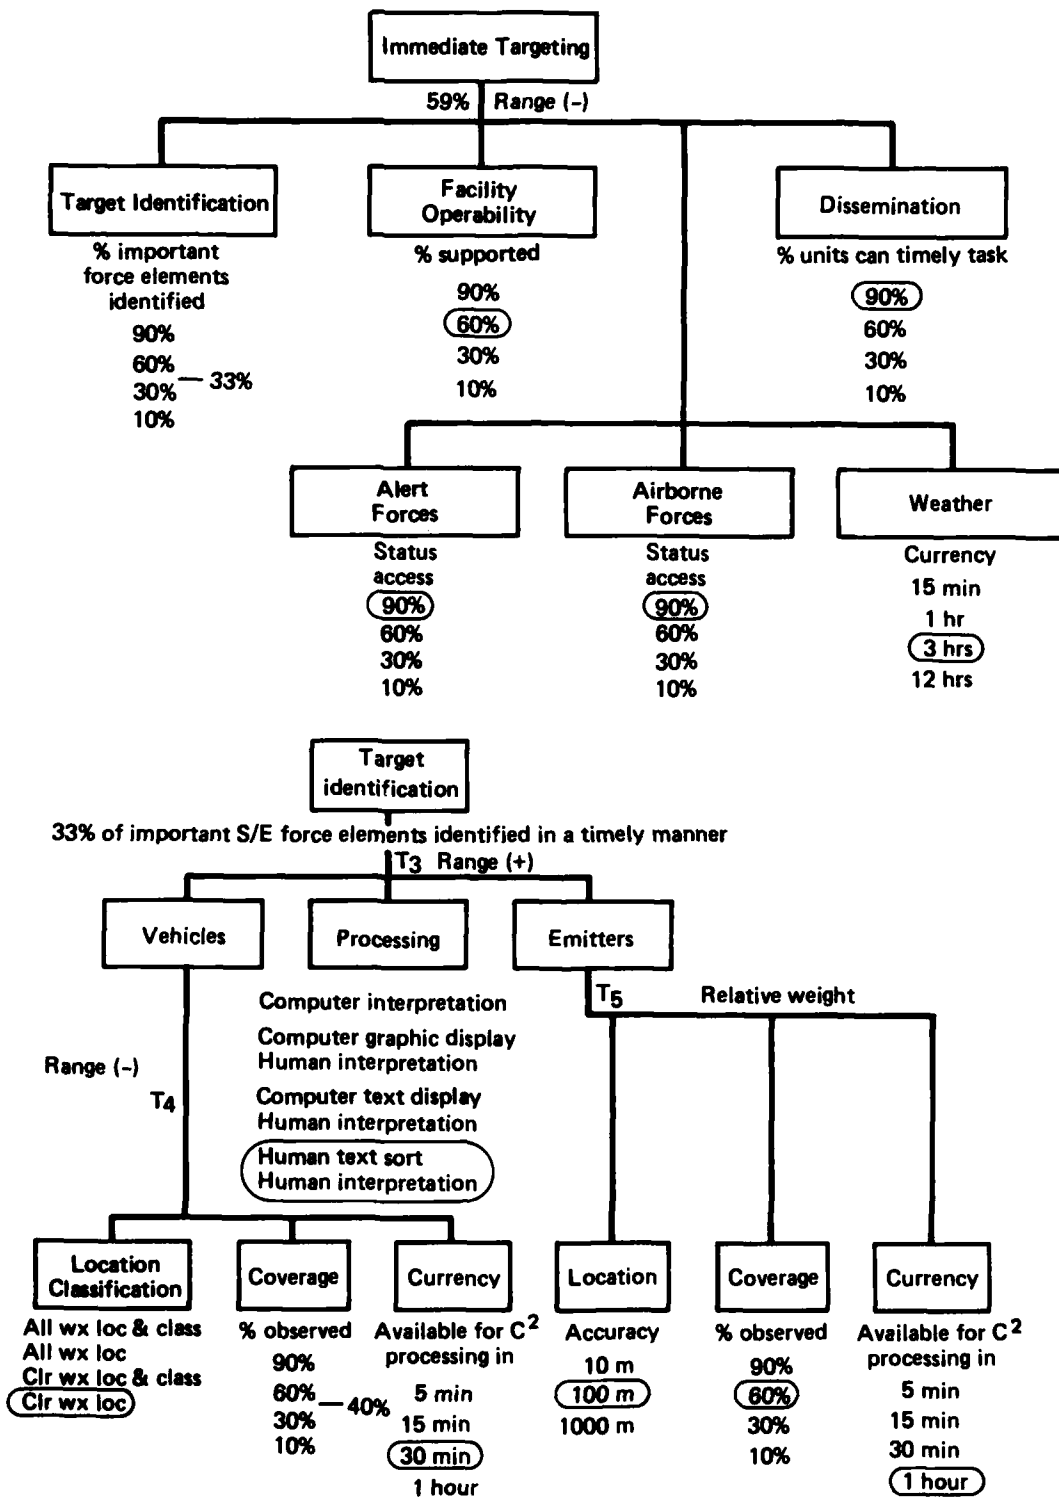 Immediate Targeting
59% Range (-)
Target Identification
% important
force elements
identified
90%
60%
30%
10%
— 33%
Facility
Operability
% supported
90%
60%
30%
10%
Dissemination
% units can timely task
90%
60%
30%
10%
Alert
Forces
Status
access
90%
60%
30%
10%
Airborne
Forces
Status
access
90%
60%
30%
10%
Weather
Currency
15 min
1 hr
3 hrs
12 hrs
Target
identification
33% of important S/E force elements identified in a timely manner
T3 Range (+)
Vehicles
Processing
Emitters
Computer interpretation
Computer graphic display
Human interpretation
Computer text display
Human interpretation
Human text sort
Human interpretation
Range (-)
T4
T5
Relative weight
Location
Classification
All wx loc & class
All wx loc
Clr wx loc & class
Clr wx loc
Coverage
% observed
90%
60%
30%
10%
— 40%
Currency
Available for C2
processing in
5 min
15 min
30 min
1 hour
Location
Accuracy
10 m
100 m
1000 m
Coverage
% observed
90%
60%
30%
10%
Currency
Available for C2
processing in
5 min
15 min
30 min
1 hour